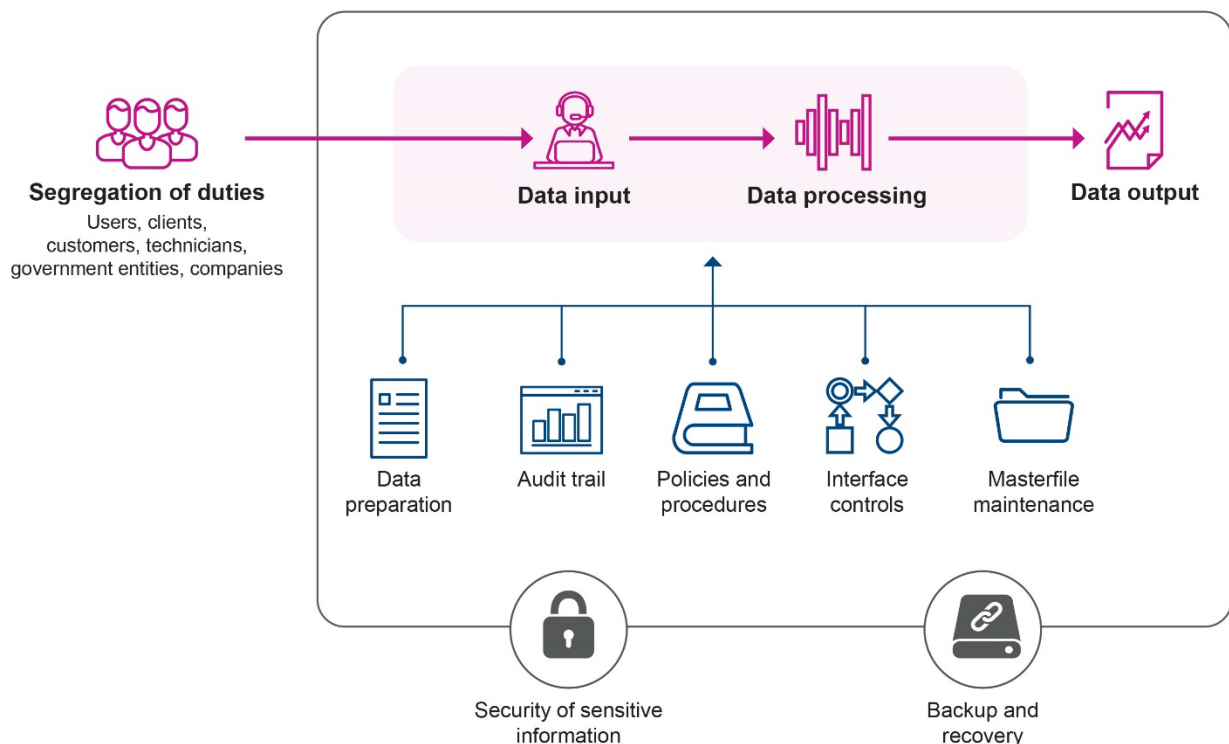 Segregation of duties
Users, clients,
customers, technicians,
government entities, companies
Data input
Data processing
Data output
Data
preparation
Audit trail
Policies and
procedures
Interface
controls
Masterfile
maintenance
Security of sensitive
information
Backup and
recovery